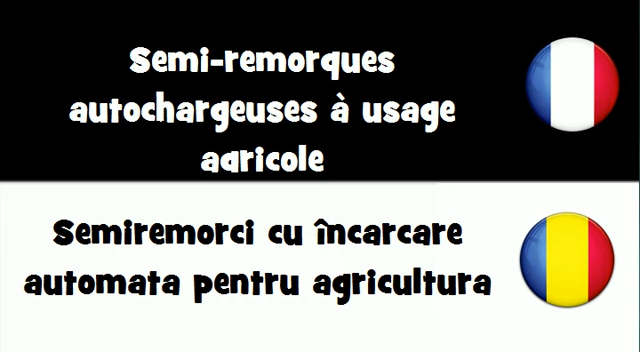 Semi-remorques
autochargeuses à usage
agricole
Semiremorci cu încarcare
automata pentru agricultura